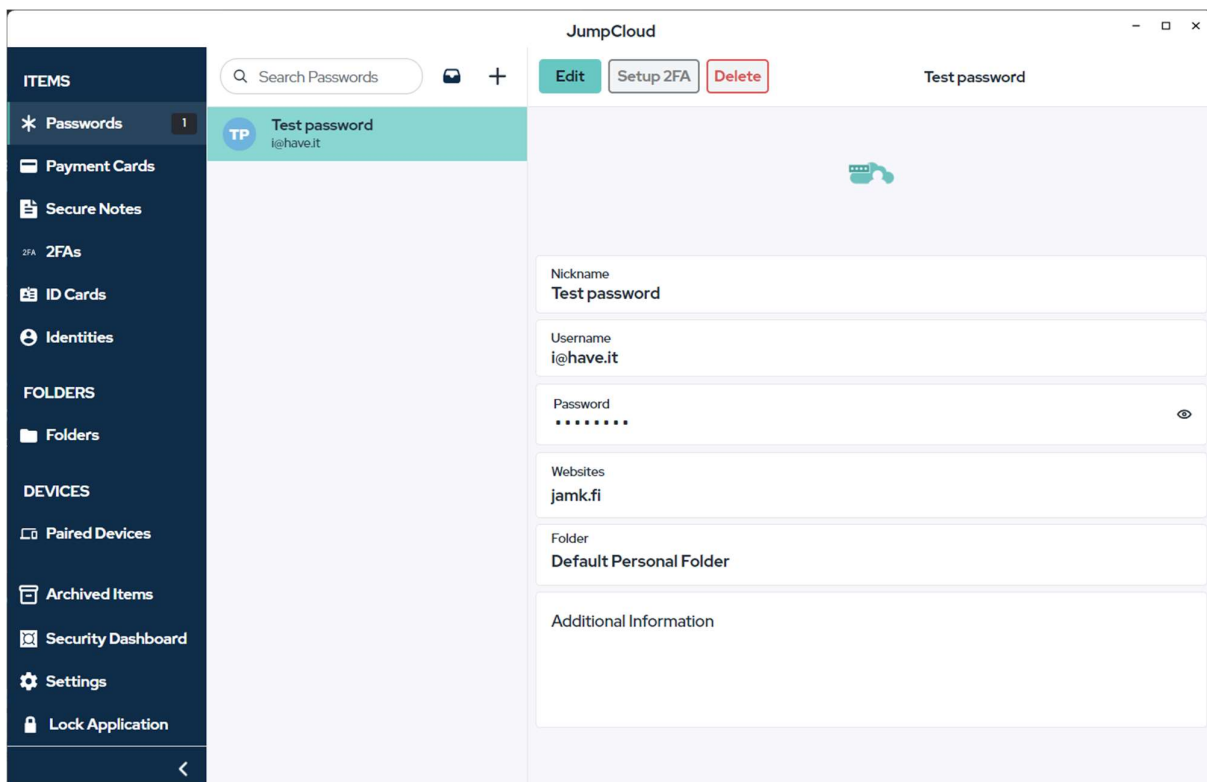 JumpCloud
ITEMS
Passwords 1
Payment Cards
Secure Notes
2FA 2FAs
ID Cards
Identities
FOLDERS
Folders
DEVICES
Paired Devices
Archived Items
Security Dashboard
Settings
Lock Application
Search Passwords
TP Test password
i@have.it
Edit Setup 2FA Delete Test password
Nickname
Test password
Username
i@have.it
Password
••••••••
Websites
jamk.fi
Folder
Default Personal Folder
Additional Information